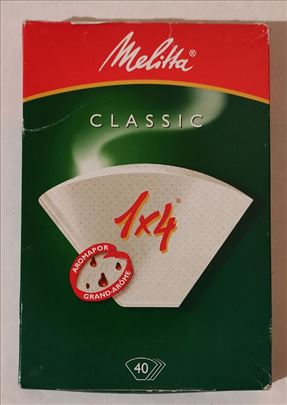 Melitta®
CLASSIC
1x4®
AROMAPOR
GRAND-ARÔME
40